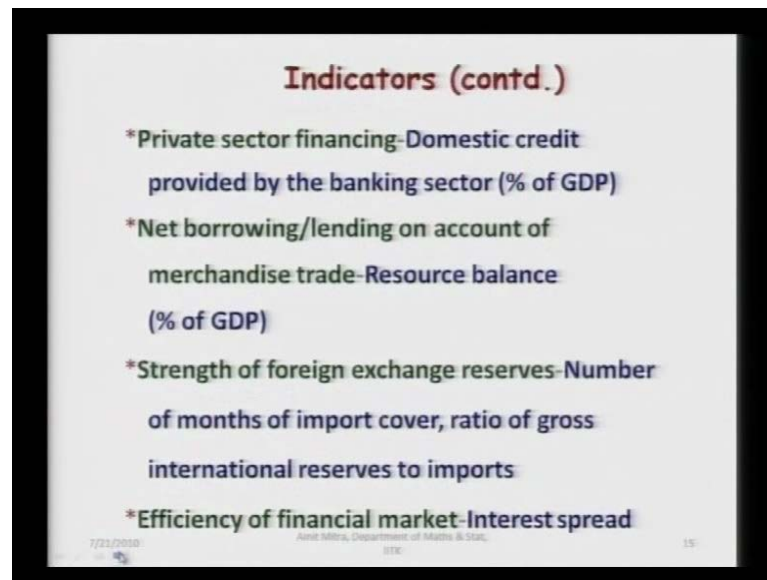 Indicators (contd.)
*Private sector financing-Domestic credit
provided by the banking sector (% of GDP)
*Net borrowing/lending on account of
merchandise trade-Resource balance
(% of GDP)
*Strength of foreign exchange reserves-Number
of months of import cover, ratio of gross
international reserves to imports
*Efficiency of financial market-Interest spread
7/21/2010
Amit Mitra, Department of Maths & Stat,
IITK
15